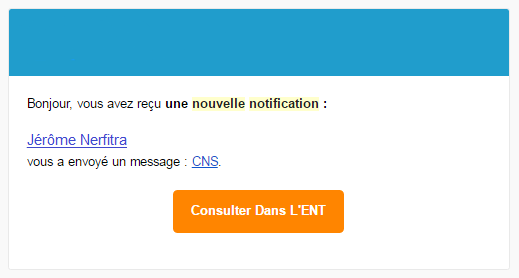 Bonjour, vous avez reçu une nouvelle notification :
Jérôme Nerfitra
vous a envoyé un message : CNS.
Consulter Dans L'ENT